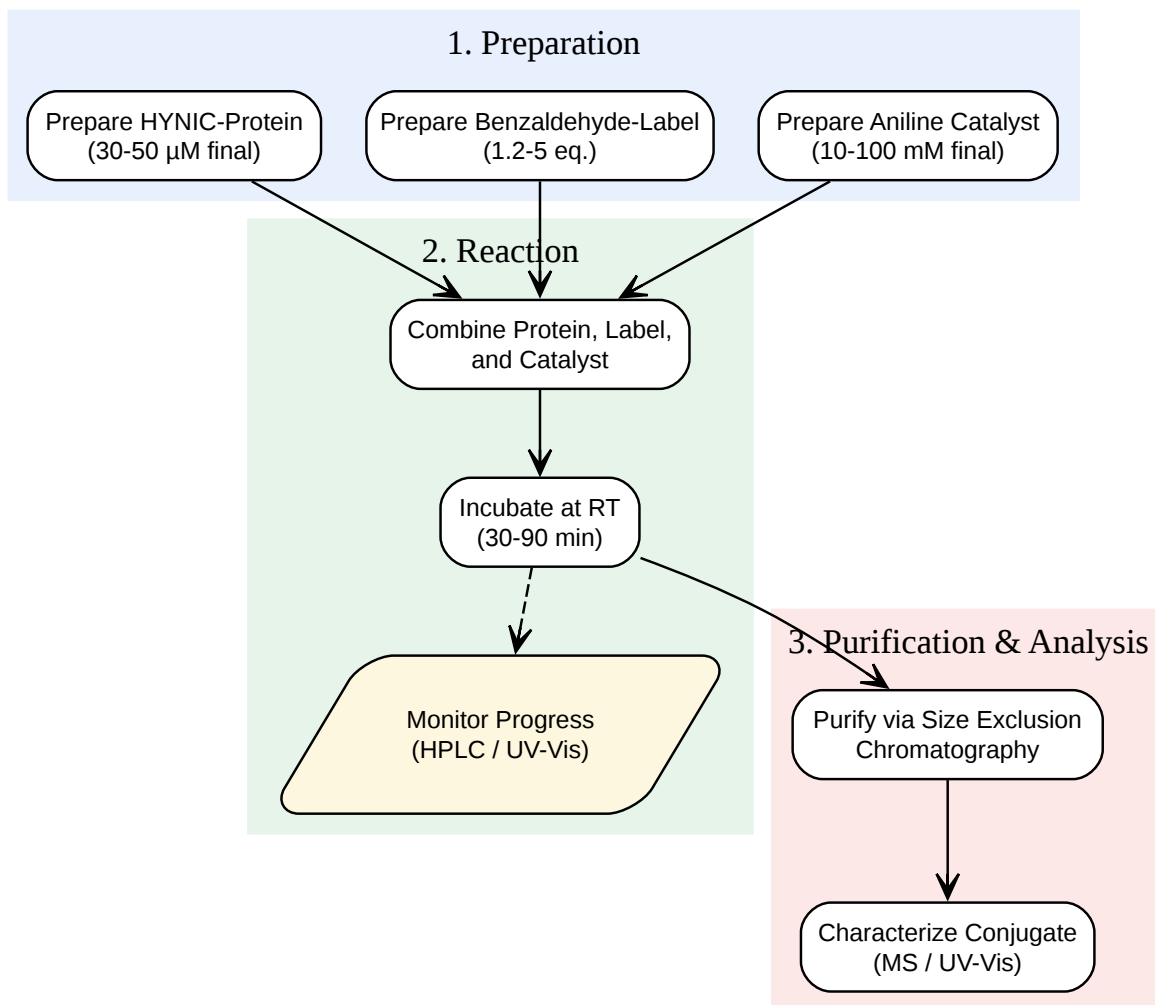 1. Preparation
Prepare HYNIC-Protein
(30-50 µM final)
Prepare Benzaldehyde-Label
(1.2-5 eq.)
Prepare Aniline Catalyst
(10-100 mM final)
2. Reaction
Combine Protein, Label,
and Catalyst
Incubate at RT
(30-90 min)
Monitor Progress
(HPLC / UV-Vis)
3. Purification & Analysis
Purify via Size Exclusion
Chromatography
Characterize Conjugate
(MS / UV-Vis)